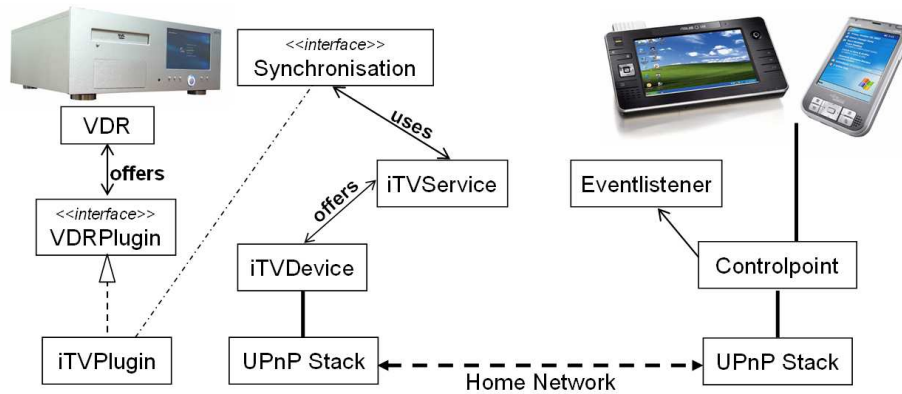 <<interface>>
Synchronisation
VDR
uses
offers
iTVService
Eventlistener
<<interface>>
VDRPlugin
offers
iTVDevice
Controlpoint
iTVPlugin
UPnP Stack
UPnP Stack
Home Network